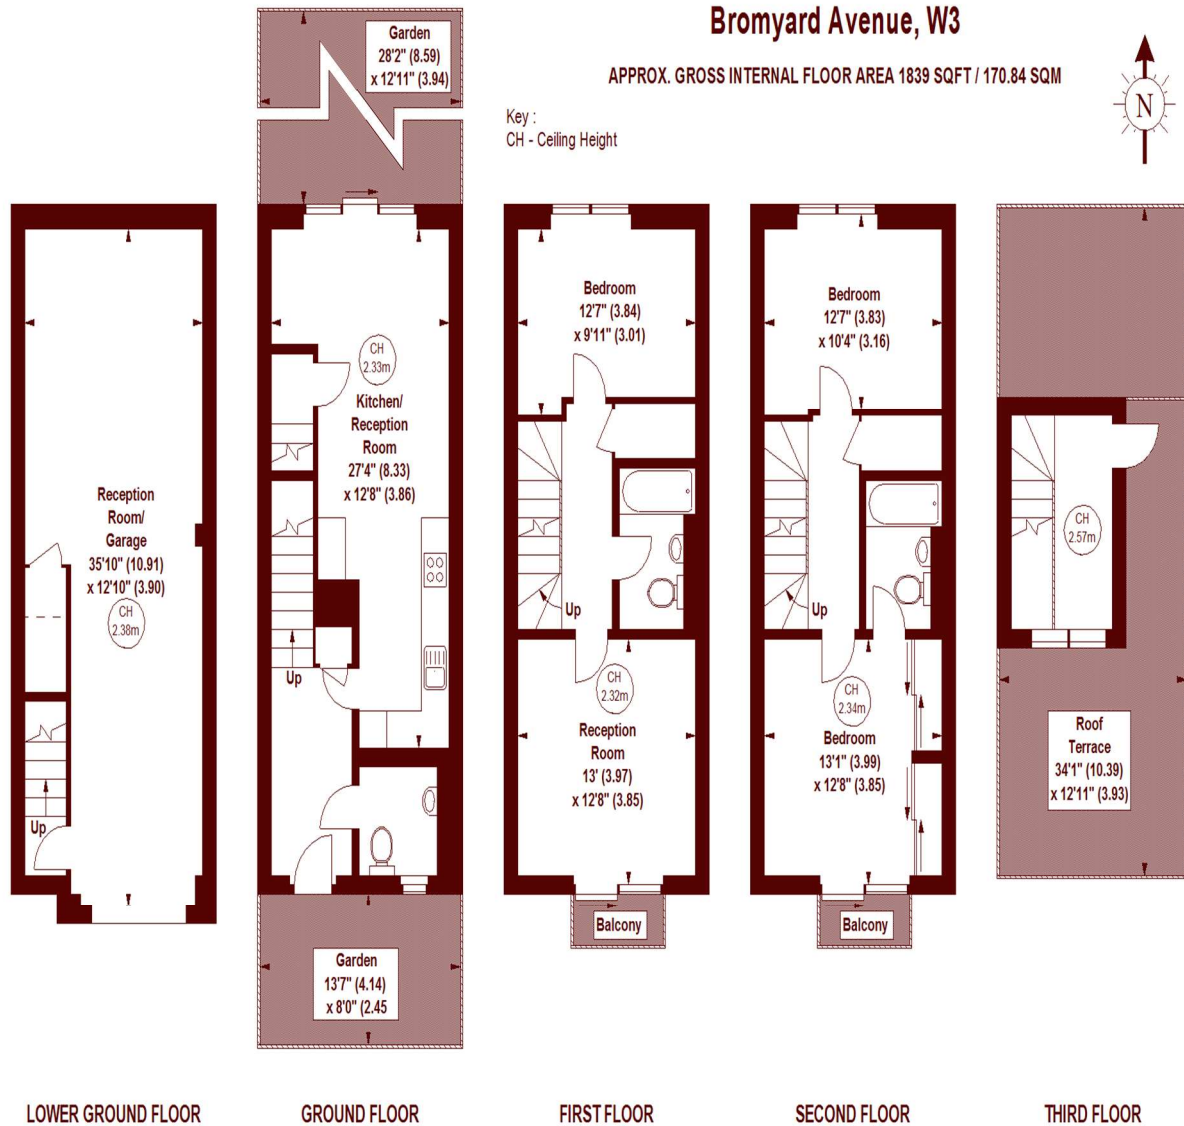 Bromyard Avenue, W3
APPROX. GROSS INTERNAL FLOOR AREA 1839 SQFT / 170.84 SQM
Key :
CH - Ceiling Height
N
Garden
28'2" (8.59)
x 12'11" (3.94)
Reception
Room/
Garage
35'10" (10.91)
x 12'10" (3.90)
CH
2.38m
Up
CH
2.33m
Kitchen/
Reception
Room
27'4" (8.33)
x 12'8" (3.86)
Up
Garden
13'7" (4.14)
x 8'0" (2.45
Bedroom
12'7" (3.84)
x 9'11" (3.01)
Up
CH
2.32m
Reception
Room
13' (3.97)
x 12'8" (3.85)
Balcony
Bedroom
12'7" (3.83)
x 10'4" (3.16)
Up
CH
2.34m
Bedroom
13'1" (3.99)
x 12'8" (3.85)
Balcony
CH
2.57m
Roof
Terrace
34'1" (10.39)
x 12'11" (3.93)
LOWER GROUND FLOOR
GROUND FLOOR
FIRST FLOOR
SECOND FLOOR
THIRD FLOOR